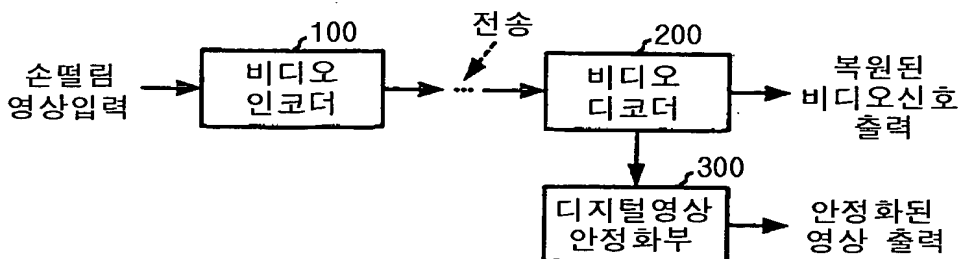 손떨림
영상입력
100
비디오
인코더
전송
...
200
비디오
디코더
복원된
비디오신호
출력
300
디지털영상
안정화부
안정화된
영상 출력